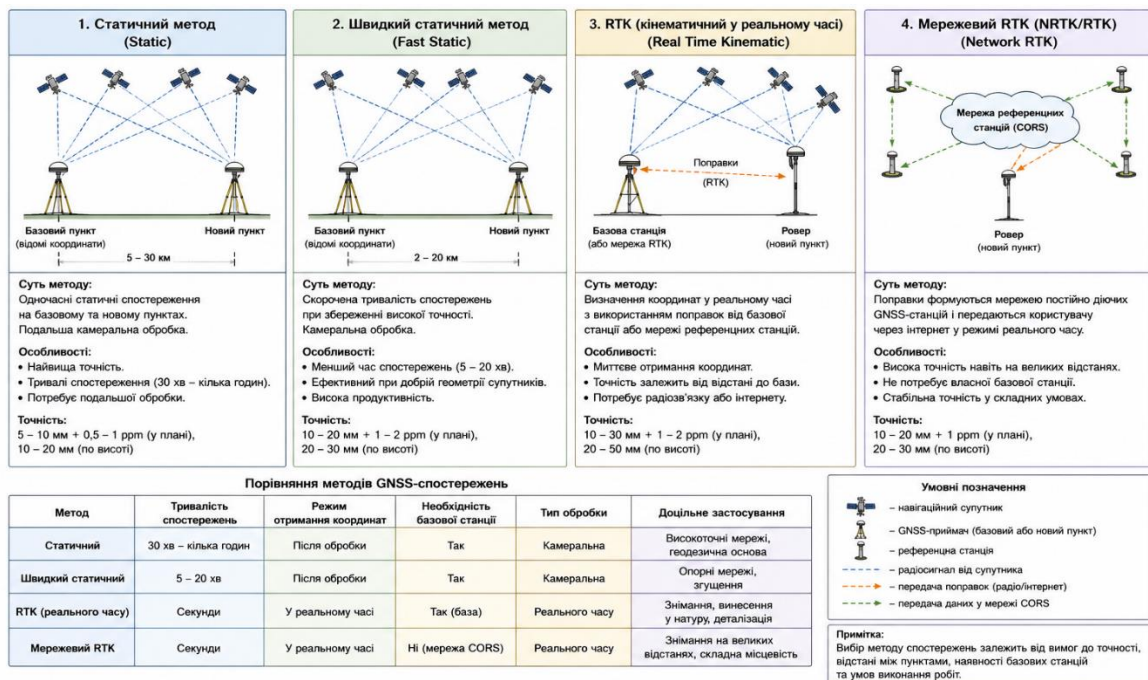 1. Статичний метод
(Static)
Базовий пункт
(відомі координати)
Новий пункт
5 – 30 км
Суть методу:
Одночасні статичні спостереження
на базовому та новому пунктах.
Подальша камеральна обробка.
Особливості:
• Найвища точність.
• Тривалі спостереження (30 хв – кілька годин).
• Потребує подальшої обробки.
Точність:
5 – 10 мм + 0,5 – 1 ppm (у плані),
10 – 20 мм (по висоті)
2. Швидкий статичний метод
(Fast Static)
Базовий пункт
(відомі координати)
Новий пункт
2 – 20 км
Суть методу:
Скорочена тривалість спостережень
при збереженні високої точності.
Камеральна обробка.
Особливості:
• Менший час спостережень (5 – 20 хв).
• Ефективний при добрій геометрії супутників.
• Висока продуктивність.
Точність:
10 – 20 мм + 1 – 2 ppm (у плані),
20 – 30 мм (по висоті)
3. RTK (кінематичний у реальному часі)
(Real Time Kinematic)
Поправки
(RTK)
Базова станція
(або мережа RTK)
Ровер
(новий пункт)
Суть методу:
Визначення координат у реальному часі
з використанням поправок від базової
станції або мережі референцних станцій.
Особливості:
• Миттєве отримання координат.
• Точність залежить від відстані до бази.
• Потребує радіозв'язку або інтернету.
Точність:
10 – 30 мм + 1 – 2 ppm (у плані),
20 – 50 мм (по висоті)
4. Мережевий RTK (NRTK/RTK)
(Network RTK)
Мережа референцних
станцій (CORS)
Ровер
(новий пункт)
Суть методу:
Поправки формуються мережею постійно діючих
GNSS-станцій і передаються користувачу
через інтернет у режимі реального часу.
Особливості:
• Висока точність навіть на великих відстанях.
• Не потребує власної базової станції.
• Стабільна точність у складних умовах.
Точність:
10 – 20 мм + 1 ppm (у плані),
20 – 30 мм (по висоті)
Порівняння методів GNSS-спостережень
Метод
Тривалість
спостережень
Режим
отримання координат
Необхідність
базової станції
Тип обробки
Доцільне застосування
Статичний
30 хв – кілька годин
Після обробки
Так
Камеральна
Високоточні мережі,
геодезична основа
Швидкий статичний
5 – 20 хв
Після обробки
Так
Камеральна
Опорні мережі,
згущення
RTK (реального часу)
Секунди
У реальному часі
Так (база)
Реального часу
Знімання, винесення
у натуру, деталізація
Мережевий RTK
Секунди
У реальному часі
Ні (мережа CORS)
Реального часу
Знімання на великих
відстанях, складна місцевість
Умовні позначення
– навігаційний супутник
– GNSS-приймач (базовий або новий пункт)
– референцна станція
– радіосигнал від супутника
– передача поправок (радіо/інтернет)
– передача даних у мережі CORS
Примітка:
Вибір методу спостережень залежить від вимог до точності,
відстані між пунктами, наявності базових станцій
та умов виконання робіт.